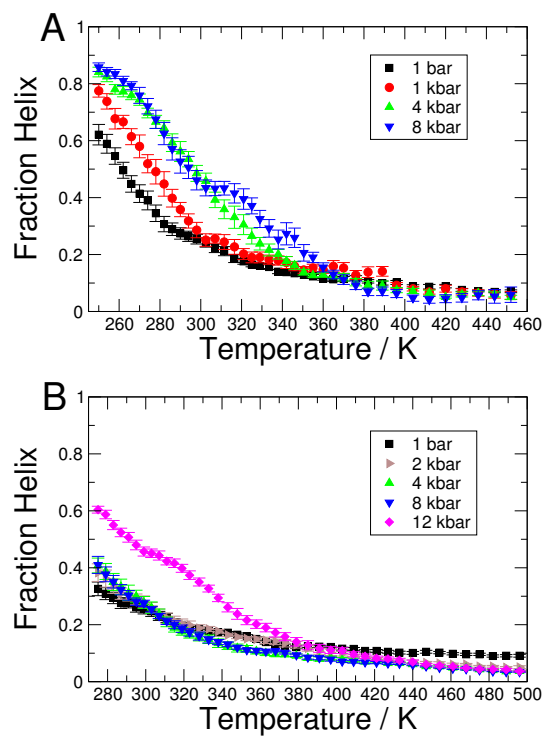 A
1
0.8
0.6
0.4
0.2
0
Fraction Helix
1 bar
1 kbar
4 kbar
8 kbar
260 280 300 320 340 360 380 400 420 440 460
Temperature / K
B
1
0.8
0.6
0.4
0.2
0
Fraction Helix
1 bar
2 kbar
4 kbar
8 kbar
12 kbar
280 300 320 340 360 380 400 420 440 460 480 500
Temperature / K